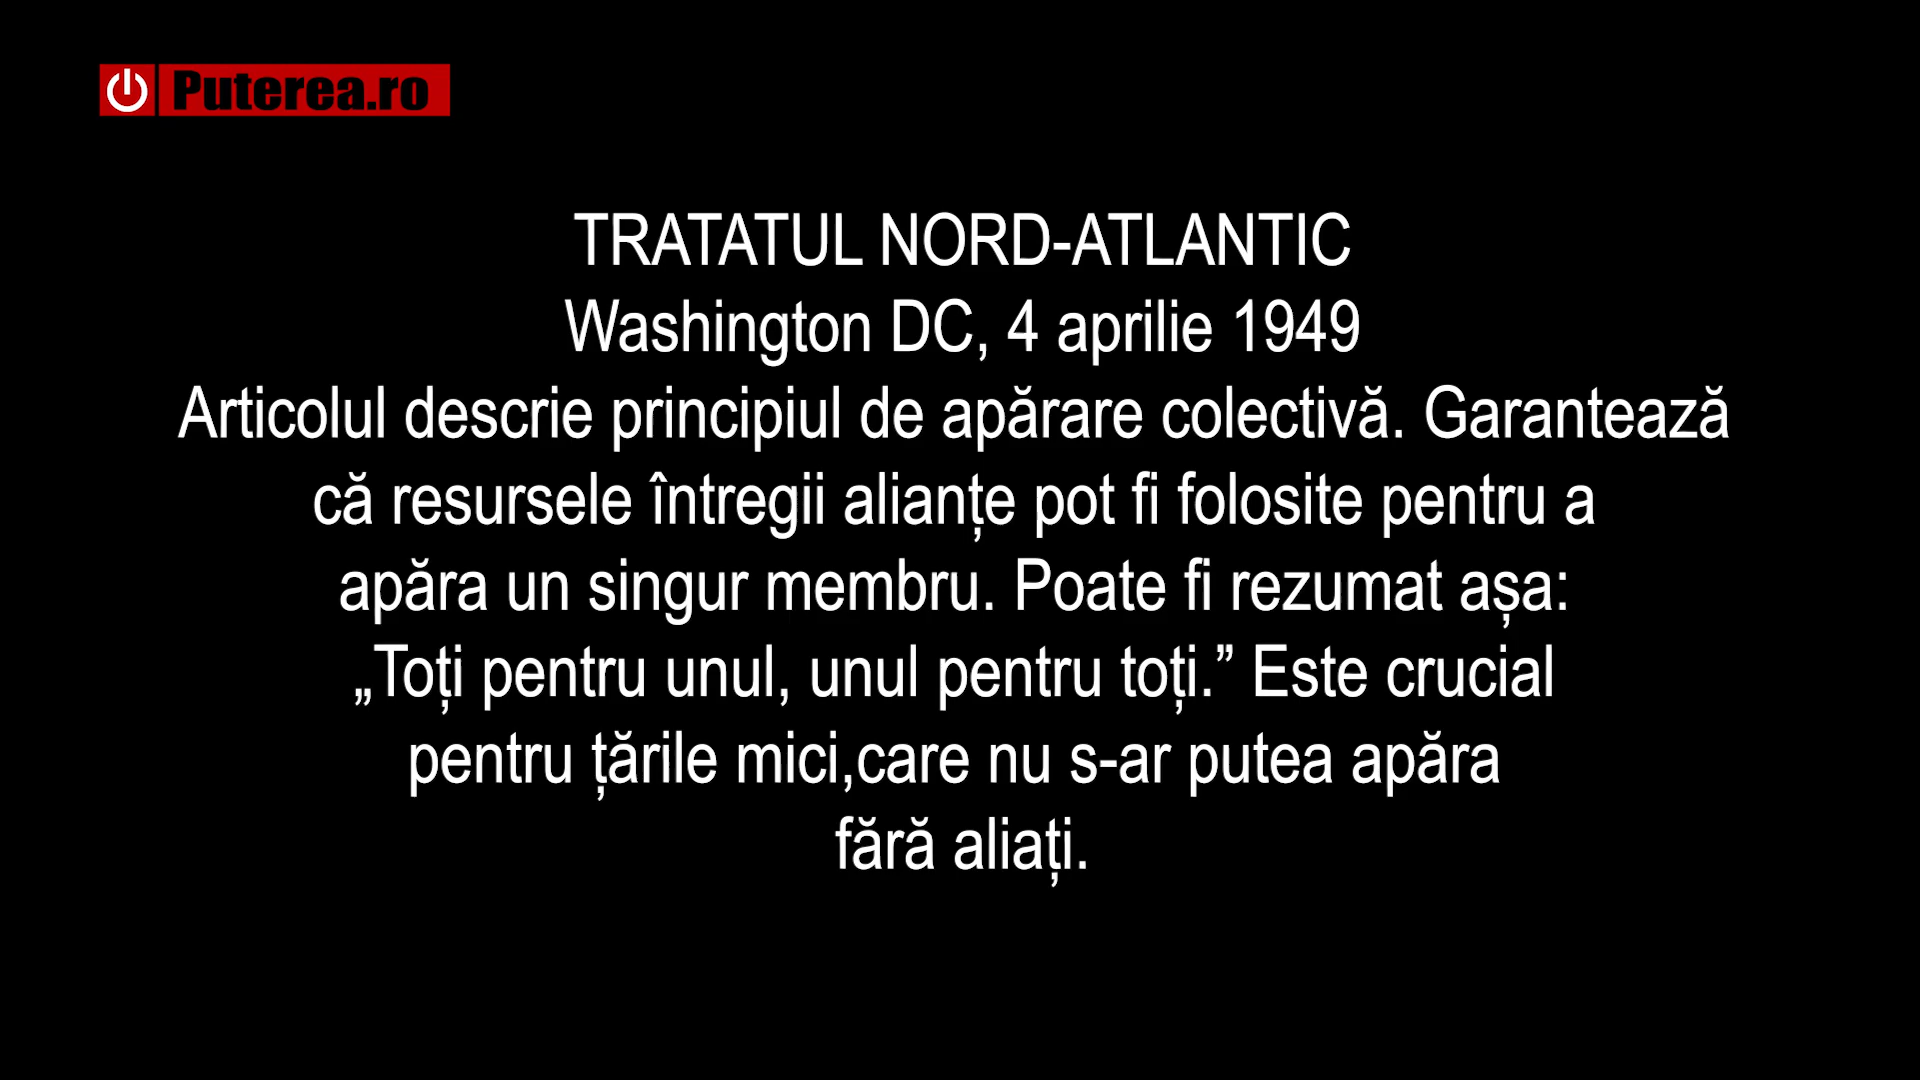 Puterea.ro
TRATATUL NORD-ATLANTIC
Washington DC, 4 aprilie 1949
Articolul descrie principiul de apărare colectivă. Garantează
că resursele întregii alianțe pot fi folosite pentru a
apăra un singur membru. Poate fi rezumat așa:
„Toți pentru unul, unul pentru toți.” Este crucial
pentru țările mici,care nu s-ar putea apăra
fără aliați.